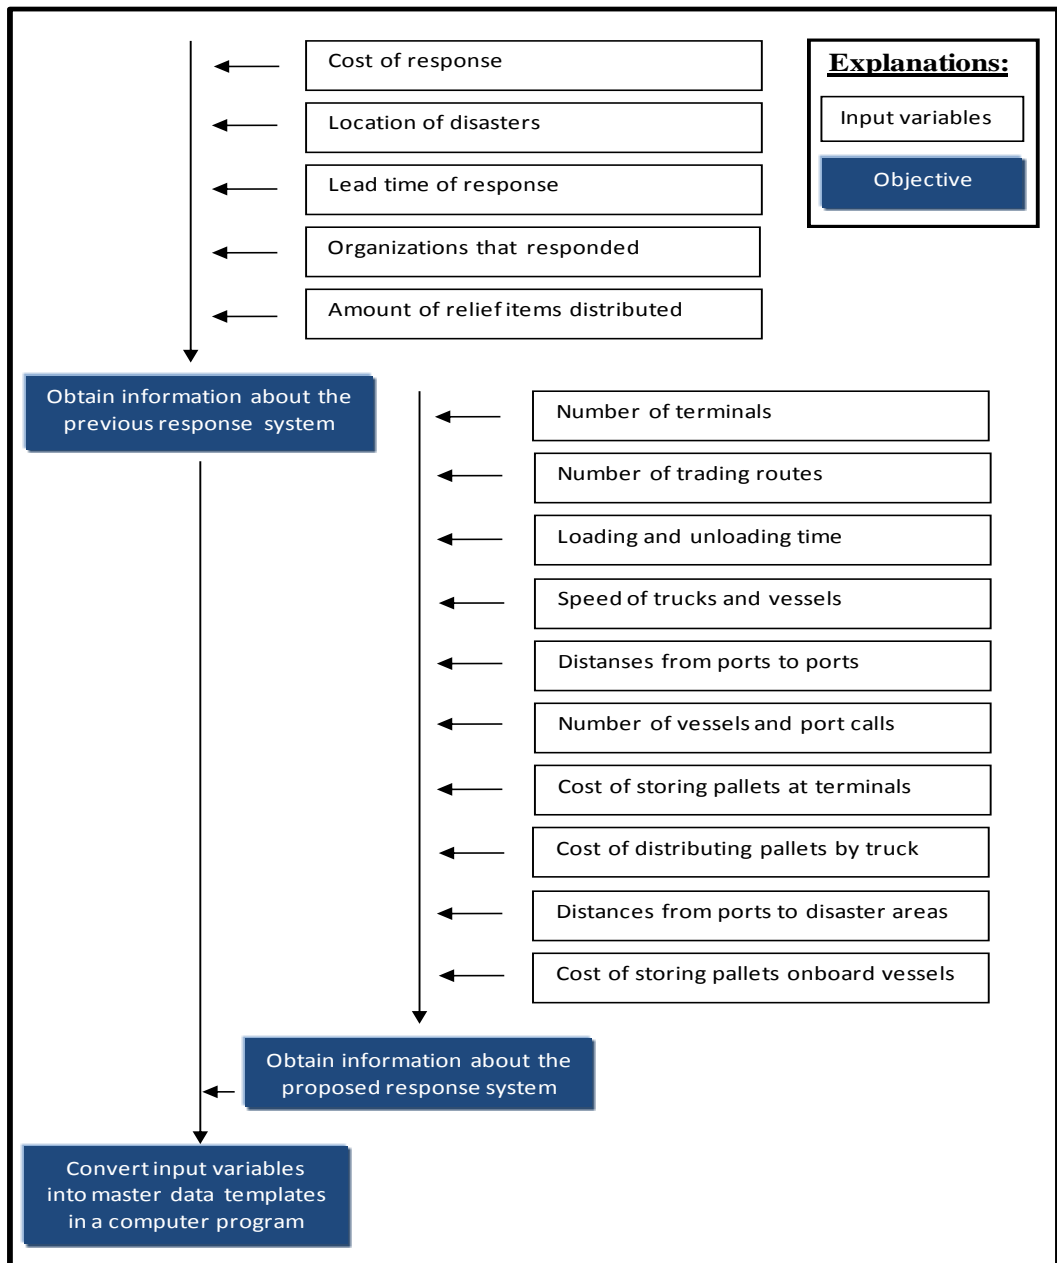 Cost of response
Location of disasters
Lead time of response
Organizations that responded
Amount of relief items distributed
Explanations:
Input variables
Objective
Obtain information about the
previous response system
Number of terminals
Number of trading routes
Loading and unloading time
Speed of trucks and vessels
Distanses from ports to ports
Number of vessels and port calls
Cost of storing pallets at terminals
Cost of distributing pallets by truck
Distances from ports to disaster areas
Cost of storing pallets onboard vessels
Obtain information about the
proposed response system
Convert input variables
into master data templates
in a computer program